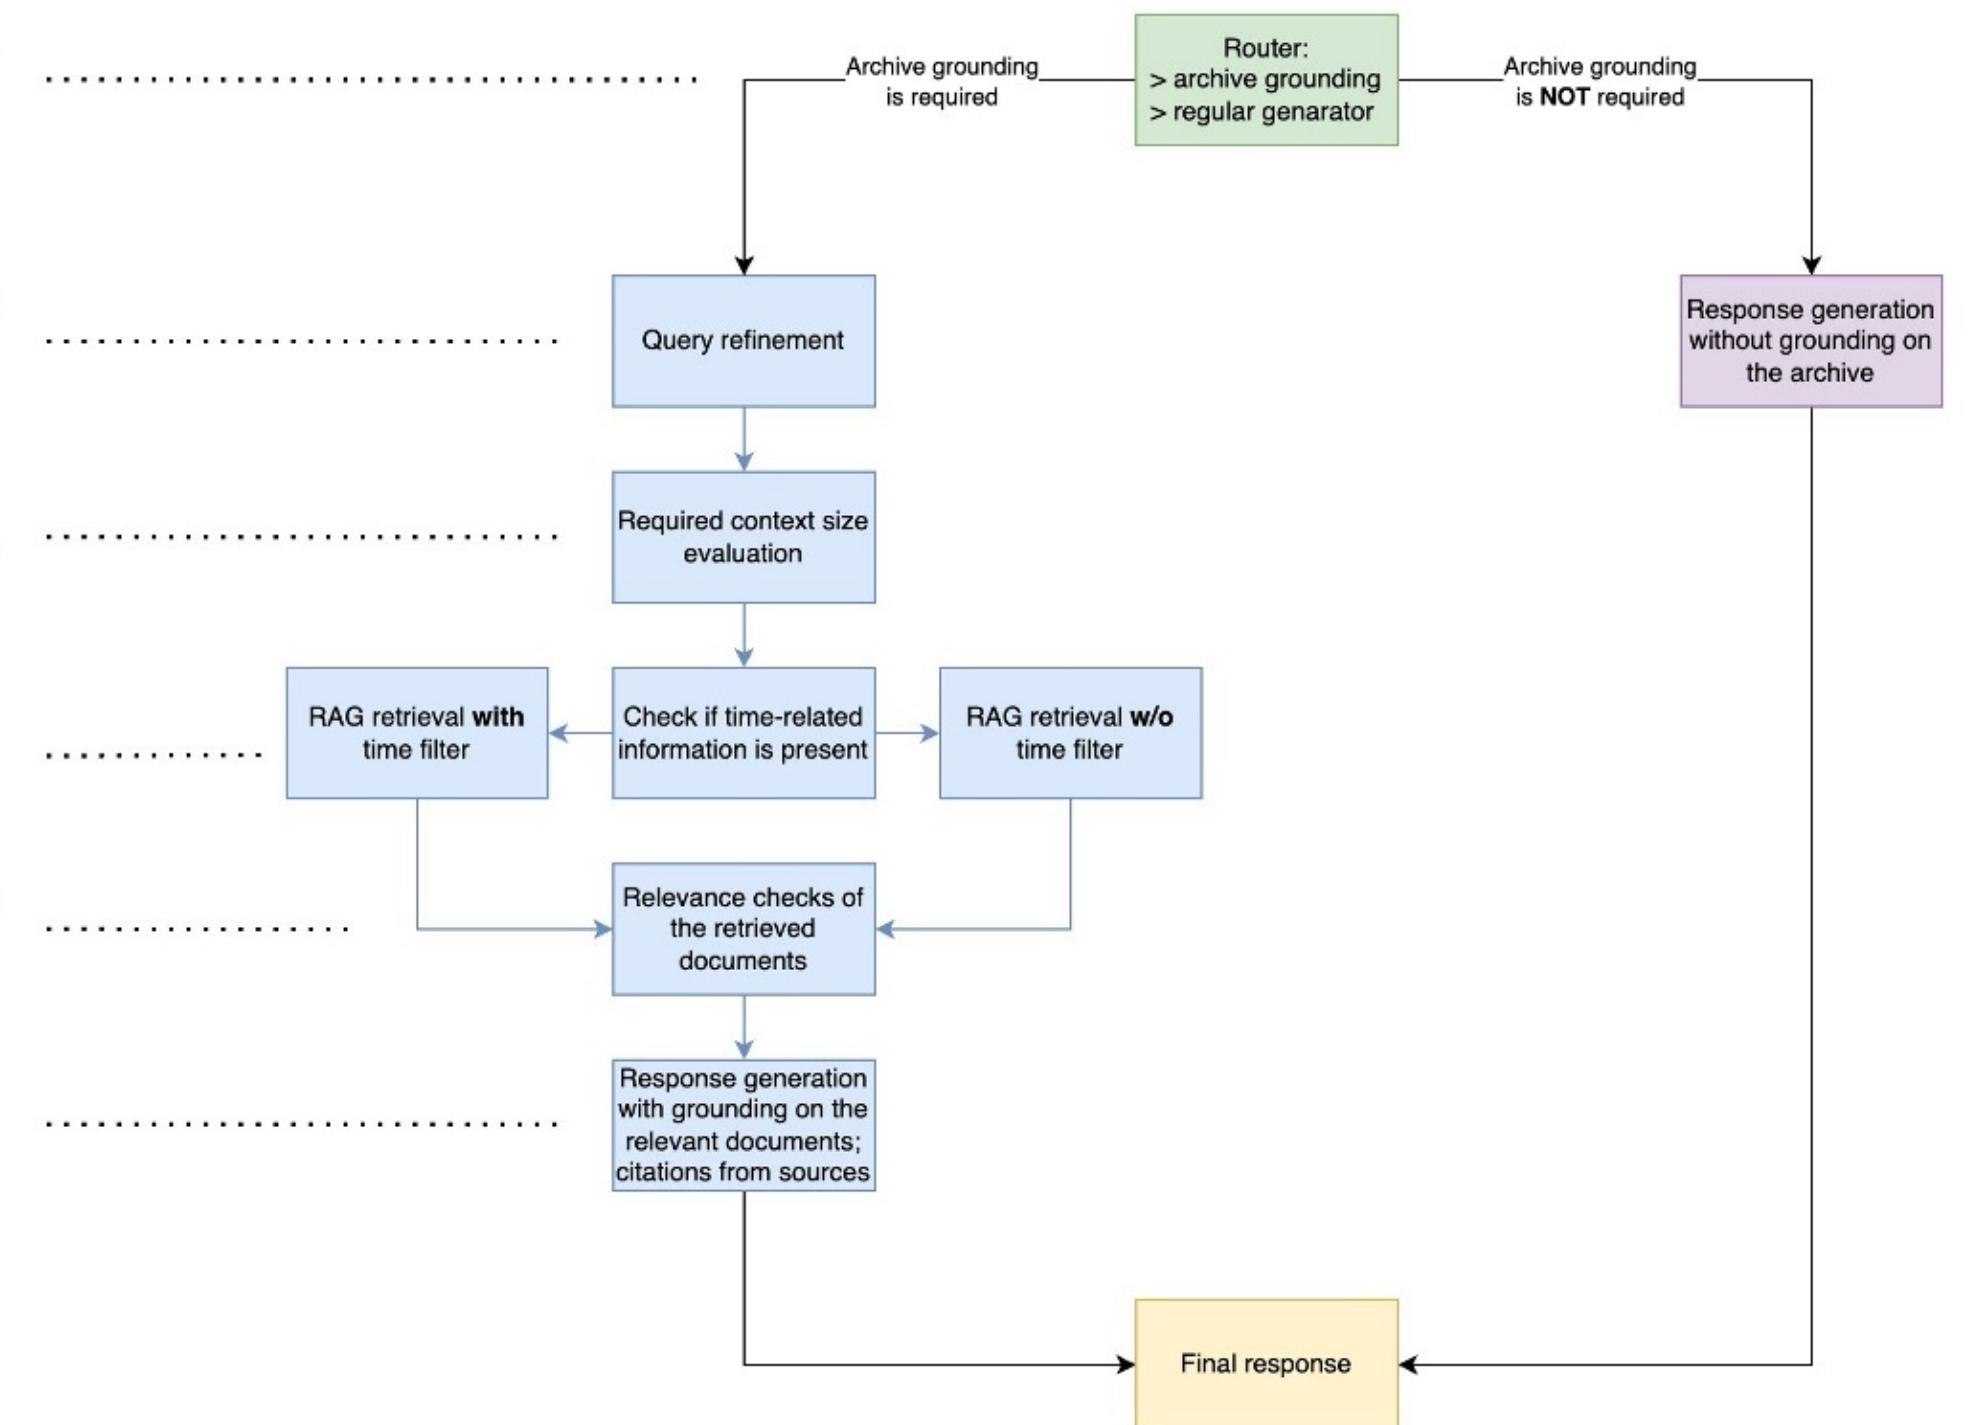 Router:
> archive grounding
> regular genarator
Archive grounding
is required
Archive grounding
is NOT required
Query refinement
Response generation
without grounding on
the archive
Required context size
evaluation
RAG retrieval with
time filter
Check if time-related
information is present
RAG retrieval w/o
time filter
Relevance checks of
the retrieved
documents
Response generation
with grounding on the
relevant documents;
citations from sources
Final response